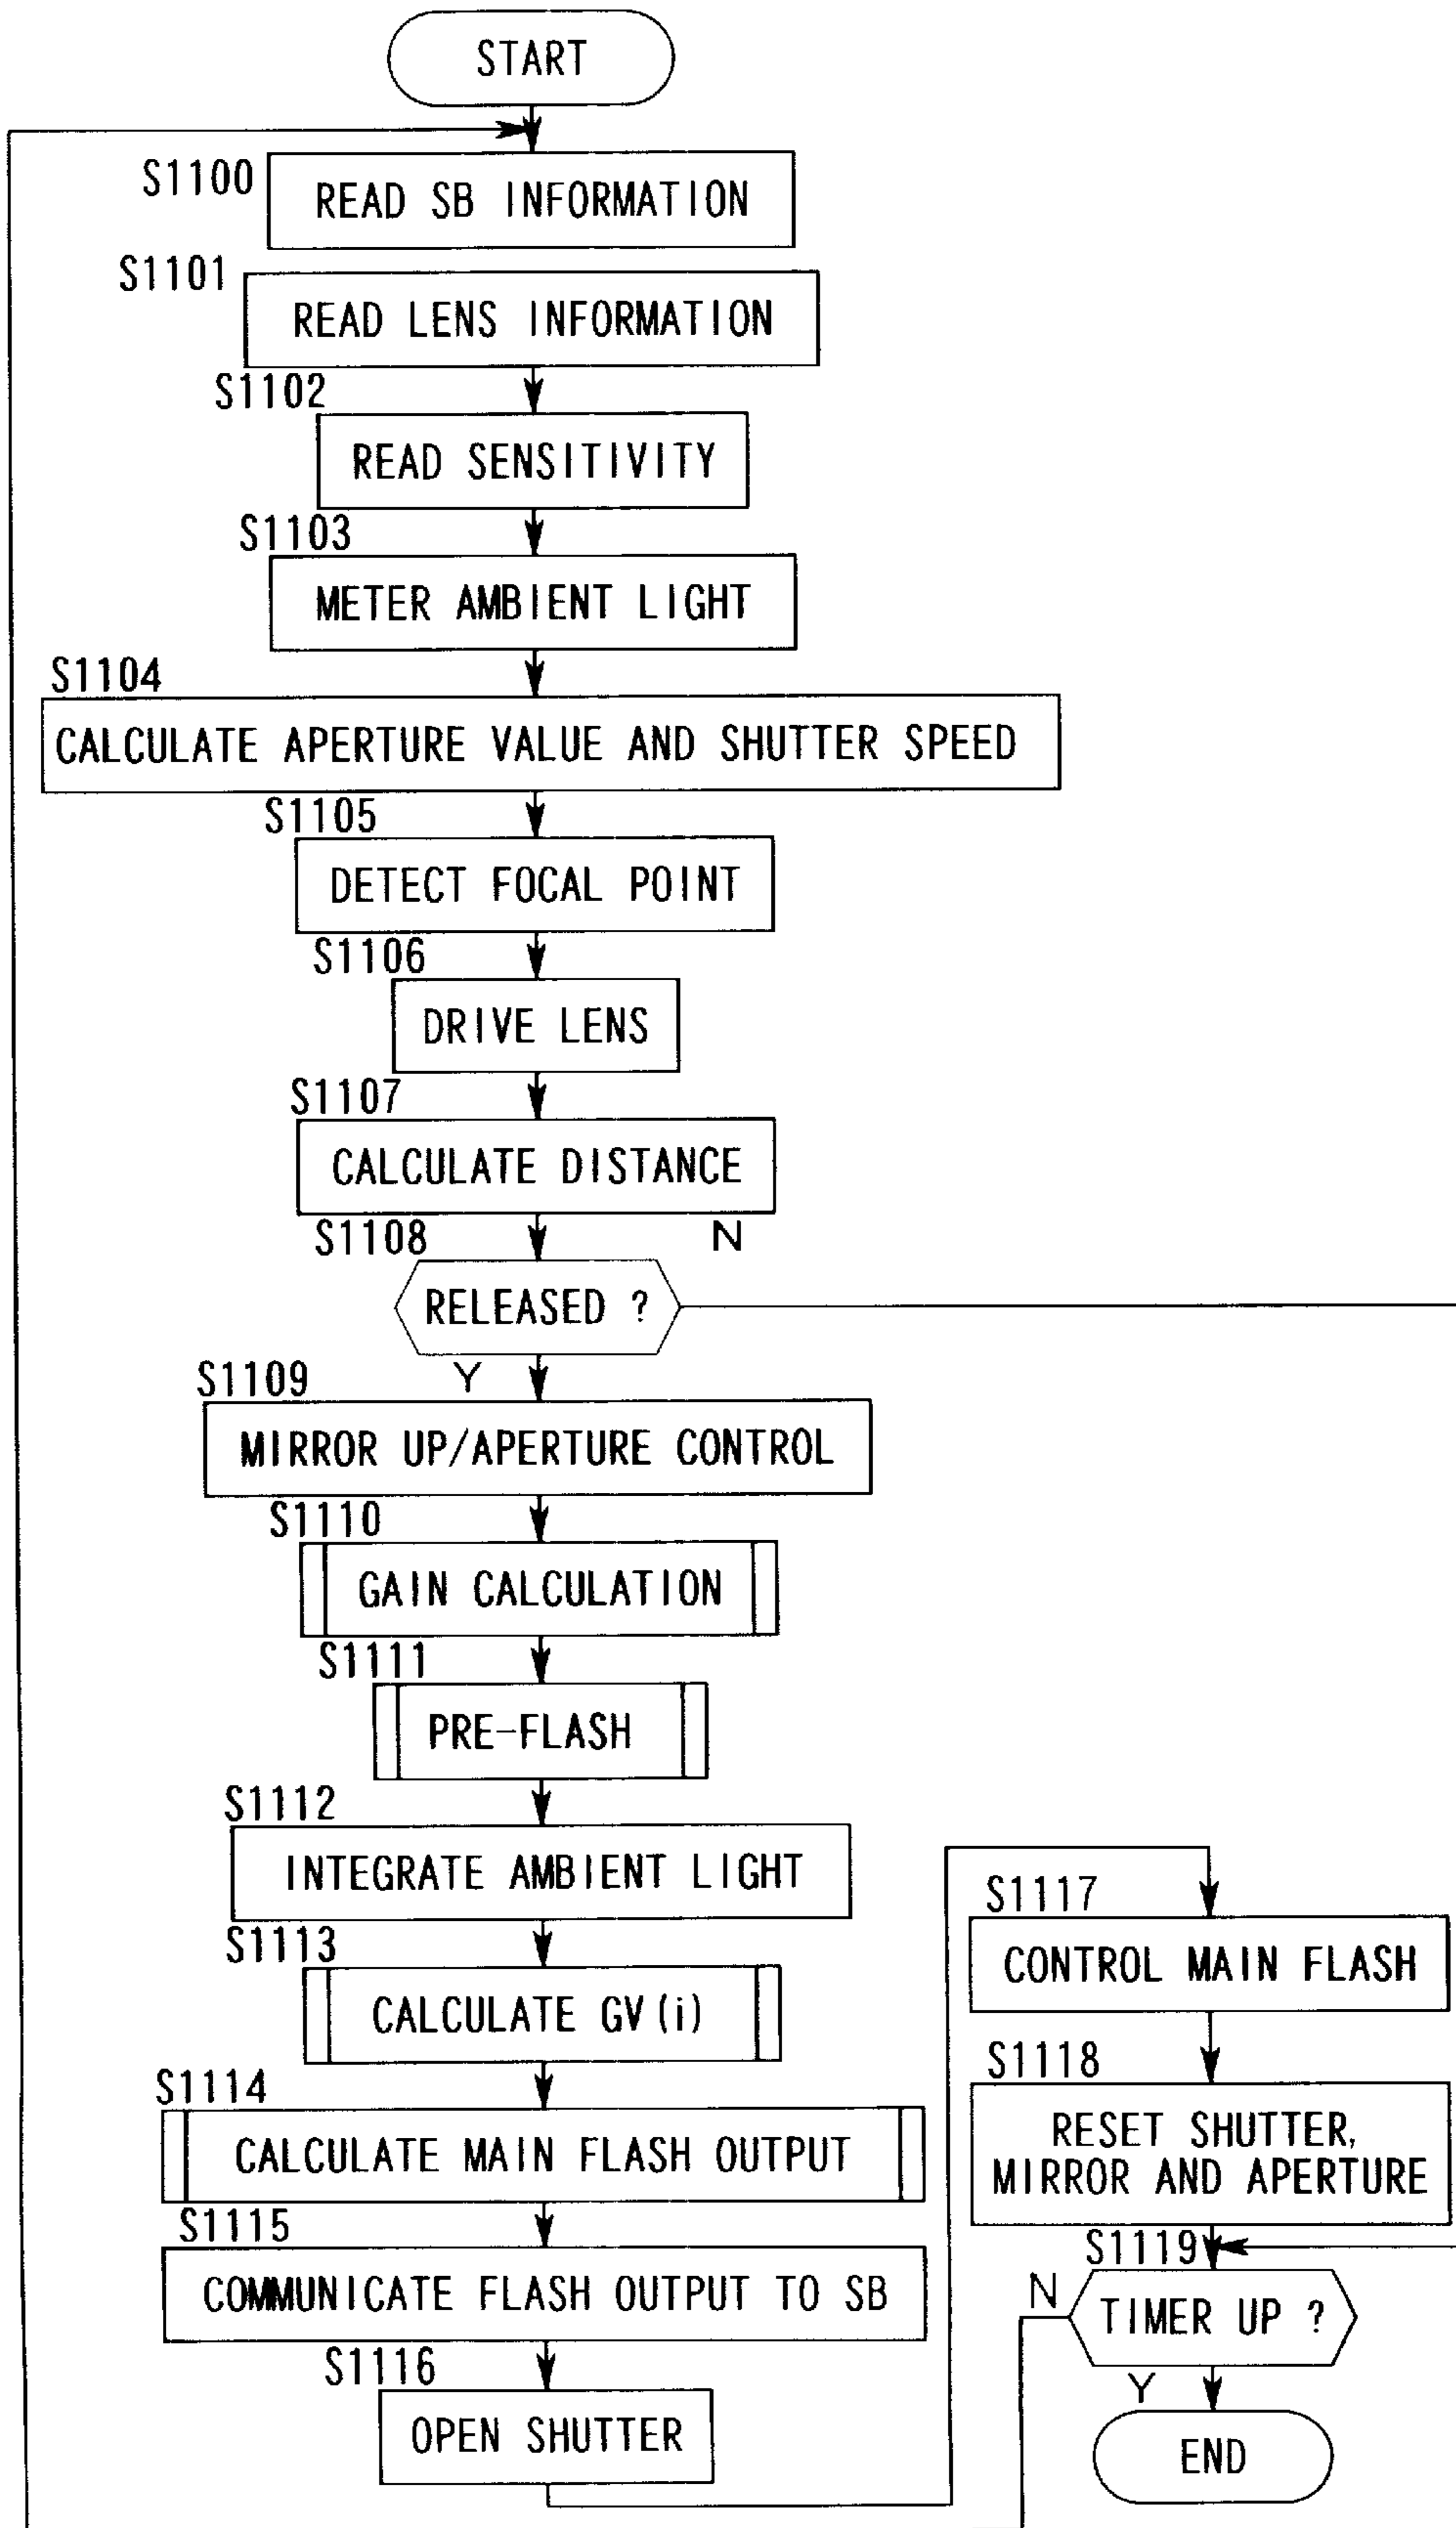 START
S1100
READ SB INFORMATION
S1101
READ LENS INFORMATION
S1102
READ SENSITIVITY
S1103
METER AMBIENT LIGHT
S1104
CALCULATE APERTURE VALUE AND SHUTTER SPEED
S1105
DETECT FOCAL POINT
S1106
DRIVE LENS
S1107
CALCULATE DISTANCE
S1108
N
RELEASED ?
Y
S1109
MIRROR UP/APERTURE CONTROL
S1110
GAIN CALCULATION
S1111
PRE-FLASH
S1112
INTEGRATE AMBIENT LIGHT
S1113
CALCULATE GV(i)
S1114
CALCULATE MAIN FLASH OUTPUT
S1115
COMMUNICATE FLASH OUTPUT TO SB
S1116
OPEN SHUTTER
S1117
CONTROL MAIN FLASH
S1118
RESET SHUTTER,
MIRROR AND APERTURE
S1119
N
TIMER UP ?
Y
END